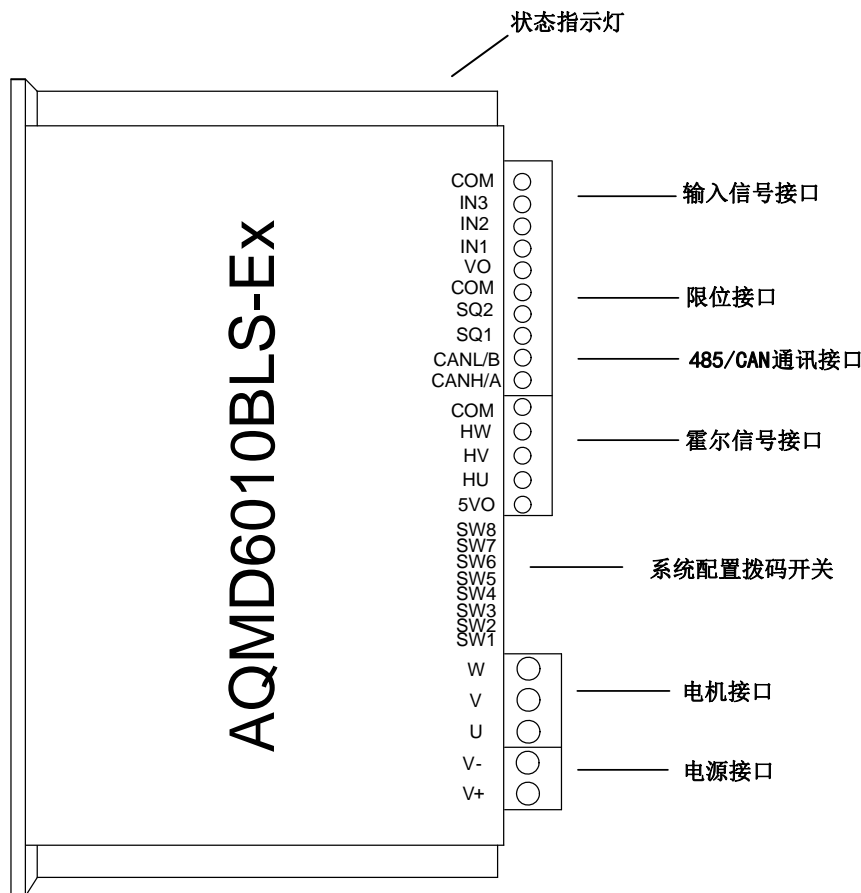 状态指示灯
AQMD6010BLS-Ex
COM
IN3
IN2
IN1
VO
COM
SQ2
SQ1
CANL/B
CANH/A
COM
HW
HV
HU
5VO
SW8
SW7
SW6
SW5
SW4
SW3
SW2
SW1
W
V
U
V-
V+
输入信号接口
限位接口
485/CAN通讯接口
霍尔信号接口
系统配置拨码开关
电机接口
电源接口